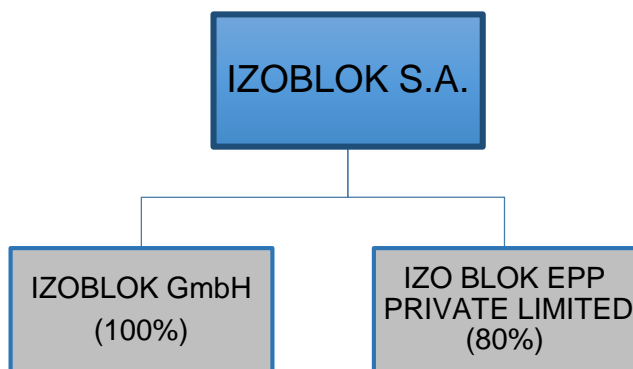 IZOBLOK S.A.
IZOBLOK GmbH
(100%)
IZO BLOK EPP
PRIVATE LIMITED
(80%)